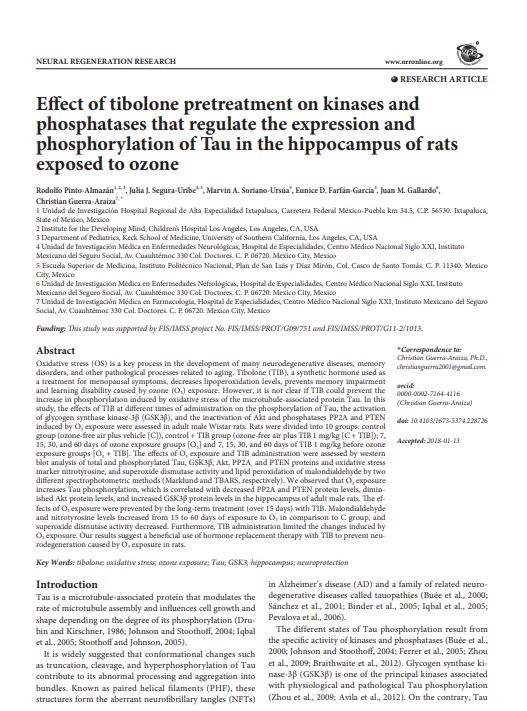 NEURAL REGENERATION RESEARCH
www.nrronline.org
RESEARCH ARTICLE
Effect of tibolone pretreatment on kinases and
phosphatases that regulate the expression and
phosphorylation of Tau in the hippocampus of rats
exposed to ozone
Rodolfo Pinto-Almazán1, 2, 3, Julia J. Segura-Uribe4, 5, Marvin A. Soriano-Ursúa5, Eunice D. Farfán-García5, Juan M. Gallardo6,
Christian Guerra-Araiza7, *
1 Unidad de Investigación Hospital Regional de Alta Especialidad Ixtapaluca, Carretera Federal México-Puebla km 34.5, C.P. 56530. Ixtapaluca,
State of Mexico, Mexico
2 Institute for the Developing Mind, Children's Hospital Los Angeles, Los Angeles, CA, USA
3 Department of Pediatrics, Keck School of Medicine, University of Southern California, Los Angeles, CA, USA
4 Unidad de Investigación Médica en Enfermedades Neurológicas, Hospital de Especialidades, Centro Médico Nacional Siglo XXI, Instituto
Mexicano del Seguro Social, Av. Cuauhtémoc 330 Col. Doctores. C. P. 06720. Mexico City, Mexico
5 Escuela Superior de Medicina, Instituto Politécnico Nacional, Plan de San Luis y Díaz Mirón, Col. Casco de Santo Tomás. C. P. 11340. Mexico
City, Mexico
6 Unidad de Investigación Médica en Enfermedades Nefrológicas, Hospital de Especialidades, Centro Médico Nacional Siglo XXI, Instituto
Mexicano del Seguro Social, Av. Cuauhtémoc 330 Col. Doctores. C. P. 06720. Mexico City, Mexico
7 Unidad de Investigación Médica en Farmacología, Hospital de Especialidades, Centro Médico Nacional Siglo XXI, Instituto Mexicano del Seguro
Social, Av. Cuauhtémoc 330 Col. Doctores. C. P. 06720. Mexico City, Mexico
Funding: This study was supported by FIS/IMSS project No. FIS/IMSS/PROT/G09/751 and FIS/IMSS/PROT/G11-2/1013.
Abstract
Oxidative stress (OS) is a key process in the development of many neurodegenerative diseases, memory
disorders, and other pathological processes related to aging. Tibolone (TIB), a synthetic hormone used as
a treatment for menopausal symptoms, decreases lipoperoxidation levels, prevents memory impairment
and learning disability caused by ozone (O3) exposure. However, it is not clear if TIB could prevent the
increase in phosphorylation induced by oxidative stress of the microtubule-associated protein Tau. In this
study, the effects of TIB at different times of administration on the phosphorylation of Tau, the activation
of glycogen synthase kinase-3β (GSK3β), and the inactivation of Akt and phosphatases PP2A and PTEN
induced by O3 exposure were assessed in adult male Wistar rats. Rats were divided into 10 groups: control
group (ozone-free air plus vehicle [C]), control + TIB group (ozone-free air plus TIB 1 mg/kg [C + TIB]); 7,
15, 30, and 60 days of ozone exposure groups [O3] and 7, 15, 30, and 60 days of TIB 1 mg/kg before ozone
exposure groups [O3 + TIB]. The effects of O3 exposure and TIB administration were assessed by western
blot analysis of total and phosphorylated Tau, GSK3β, Akt, PP2A, and PTEN proteins and oxidative stress
marker nitrotyrosine, and superoxide dismutase activity and lipid peroxidation of malondialdehyde by two
different spectrophotometric methods (Marklund and TBARS, respectively). We observed that O3 exposure
increases Tau phosphorylation, which is correlated with decreased PP2A and PTEN protein levels, dimin-
ished Akt protein levels, and increased GSK3β protein levels in the hippocampus of adult male rats. The ef-
fects of O3 exposure were prevented by the long-term treatment (over 15 days) with TIB. Malondialdehyde
and nitrotyrosine levels increased from 15 to 60 days of exposure to O3 in comparison to C group, and
superoxide dismutase activity decreased. Furthermore, TIB administration limited the changes induced by
O3 exposure. Our results suggest a beneficial use of hormone replacement therapy with TIB to prevent neu-
rodegeneration caused by O3 exposure in rats.
Key Words: tibolone; oxidative stress; ozone exposure; Tau; GSK3; hippocampus; neuroprotection
*Correspondence to:
Christian Guerra-Araiza, Ph.D.,
christianguerra2001@gmail.com.
orcid:
0000-0002-7164-4116
(Christian Guerra-Araiza)
doi: 10.4103/1673-5374.228726
Accepted: 2018-01-13
Introduction
Tau is a microtubule-associated protein that modulates the
rate of microtubule assembly and influences cell growth and
shape depending on the degree of its phosphorylation (Dru-
bin and Kirschner, 1986; Johnson and Stoothoff, 2004; Iqbal
et al., 2005; Stoothoff and Johnson, 2005).
It is widely suggested that conformational changes such
as truncation, cleavage, and hyperphosphorylation of Tau
contribute to its abnormal processing and aggregation into
bundles. Known as paired helical filaments (PHF), these
structures form the aberrant neurofibrillary tangles (NFTs)
in Alzheimer's disease (AD) and a family of related neuro-
degenerative diseases called tauopathies (Buée et al., 2000;
Sánchez et al., 2001; Binder et al., 2005; Iqbal et al., 2005;
Pevalova et al., 2006).
The different states of Tau phosphorylation result from
the specific activity of kinases and phosphatases (Buée et al.,
2000; Johnson and Stoothoff, 2004; Ferrer et al., 2005; Zhou
et al., 2009; Braithwaite et al., 2012). Glycogen synthase ki-
nase-3β (GSK3β) is one of the principal kinases associated
with physiological and pathological Tau phosphorylation
(Zhou et al., 2009; Avila et al., 2012). On the contrary, Tau